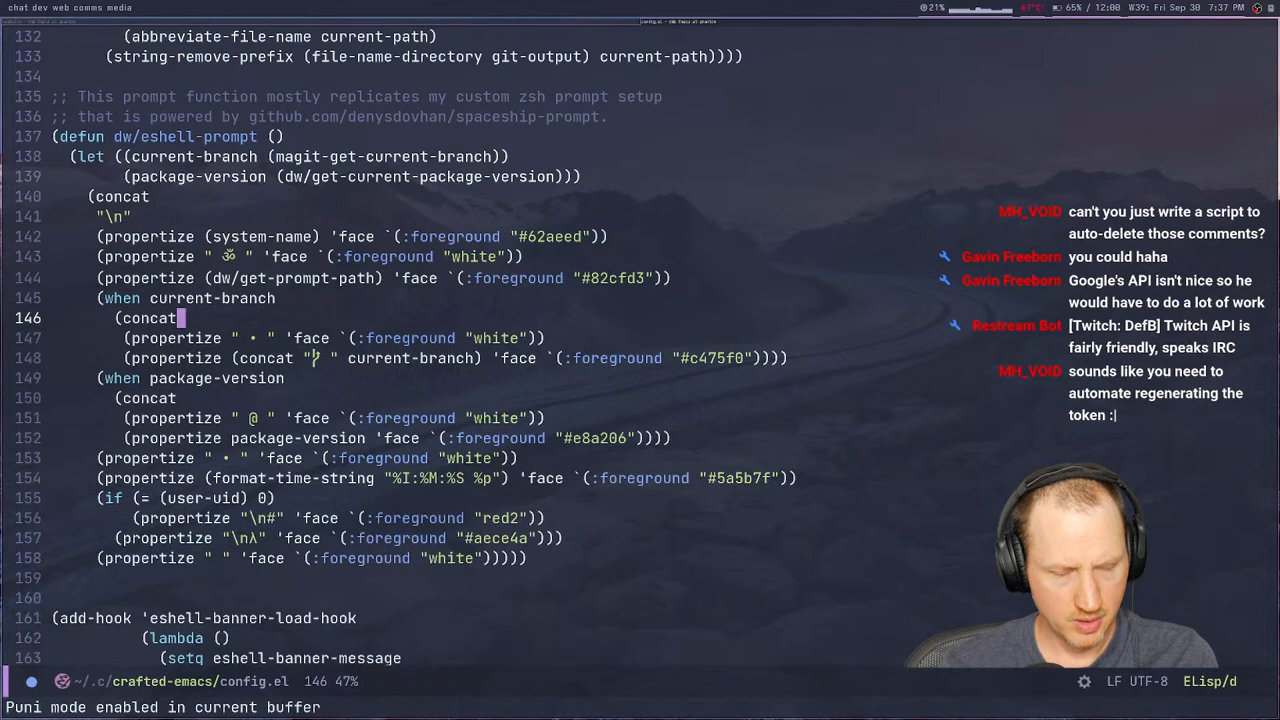 chat dev web comms media
21%
67°C
65% / 12:00
W39: Fri Sep 30
7:37 PM
132 (abbreviate-file-name current-path)
133 (string-remove-prefix (file-name-directory git-output) current-path))))
134
135 ;; This prompt function mostly replicates my custom zsh prompt setup
136 ;; that is powered by github.com/denysdovhan/spaceship-prompt.
137 (defun dw/eshell-prompt ()
138 (let ((current-branch (magit-get-current-branch))
139 (package-version (dw/get-current-package-version)))
140 (concat
141 "\n"
142 (propertize (system-name) 'face `(:foreground "#62aeed"))
143 (propertize " ॐ " 'face `(:foreground "white"))
144 (propertize (dw/get-prompt-path) 'face `(:foreground "#82cfd3"))
145 (when current-branch
146 (concat
147 (propertize " • " 'face `(:foreground "white"))
148 (propertize (concat " " current-branch) 'face `(:foreground "#c475f0"))))
149 (when package-version
150 (concat
151 (propertize " @ " 'face `(:foreground "white"))
152 (propertize package-version 'face `(:foreground "#e8a206"))))
153 (propertize " • " 'face `(:foreground "white"))
154 (propertize (format-time-string "%I:%M:%S %p") 'face `(:foreground "#5a5b7f"))
155 (if (= (user-uid) 0)
156 (propertize "\n#" 'face `(:foreground "red2"))
157 (propertize "\nλ" 'face `(:foreground "#aece4a")))
158 (propertize " " 'face `(:foreground "white")))))
159
160
161 (add-hook 'eshell-banner-load-hook
162 (lambda ()
163 (setq eshell-banner-message
MH_VOID can't you just write a script to
auto-delete those comments?
Gavin Freeborn you could haha
Gavin Freeborn Google's API isn't nice so he
would have to do a lot of work
Restream Bot [Twitch: DefB] Twitch API is
fairly friendly, speaks IRC
MH_VOID sounds like you need to
automate regenerating the
token :|
~/.c/crafted-emacs/config.el 146 47%
LF UTF-8 ELisp/d
Puni mode enabled in current buffer